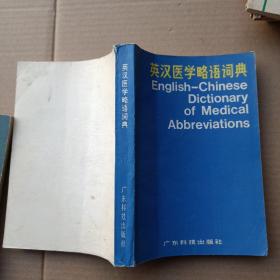 英汉医学略语词典
English-Chinese
Dictionary
of Medical
Abbreviations
广东科技出版社
英汉医学略语词典
广东科技出版社